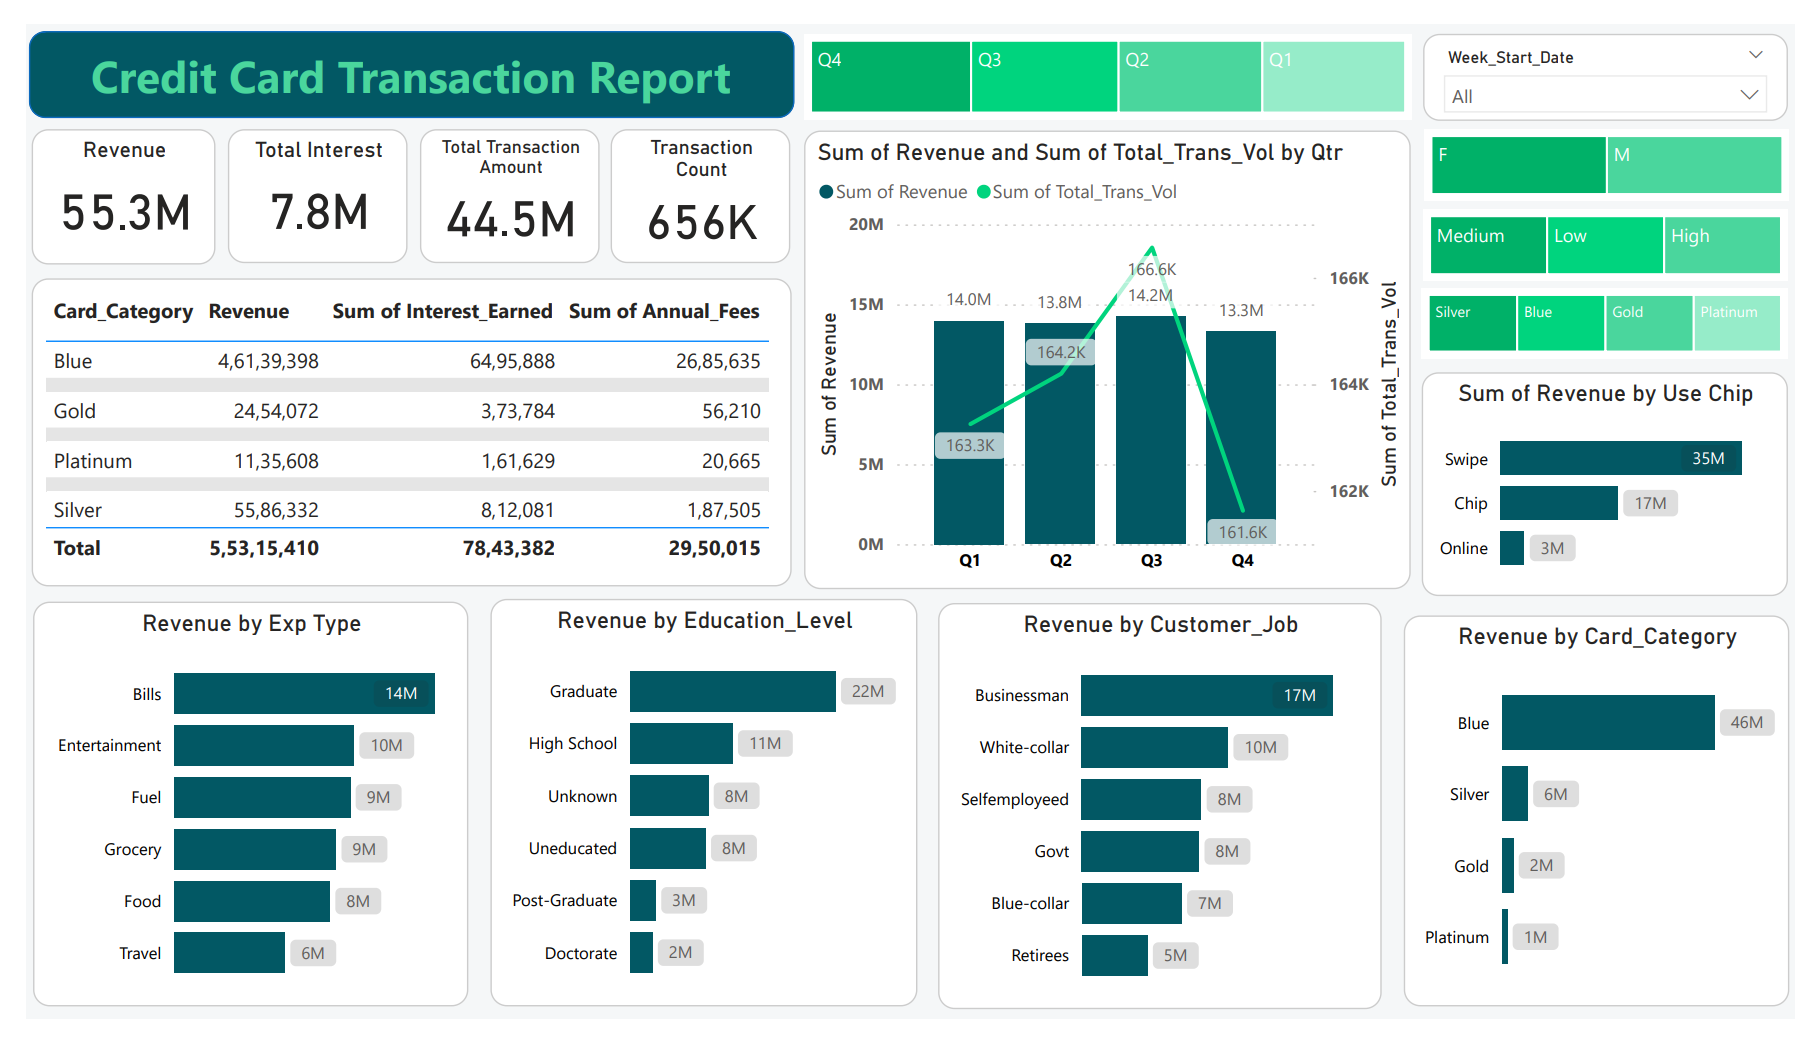 Credit Card Transaction Report
Q4 Q3 Q2 Q1
Week_Start_Date
All
Revenue
55.3M
Total Interest
7.8M
Total Transaction
Amount
44.5M
Transaction
Count
656K
F M
Medium Low High
Silver Blue Gold Platinum
Card_Category Revenue Sum of Interest_Earned Sum of Annual_Fees
Blue 4,61,39,398 64,95,888 26,85,635
Gold 24,54,072 3,73,784 56,210
Platinum 11,35,608 1,61,629 20,665
Silver 55,86,332 8,12,081 1,87,505
Total 5,53,15,410 78,43,382 29,50,015
Sum of Revenue and Sum of Total_Trans_Vol by Qtr
Sum of Revenue Sum of Total_Trans_Vol
Sum of Revenue
20M
15M
10M
5M
0M
14.0M 13.8M 14.2M 13.3M
163.3K 164.2K 166.6K 161.6K
Q1 Q2 Q3 Q4
166K
164K
162K
Sum of Total_Trans_Vol
Sum of Revenue by Use Chip
Swipe 35M
Chip 17M
Online 3M
Revenue by Exp Type
Bills 14M
Entertainment 10M
Fuel 9M
Grocery 9M
Food 8M
Travel 6M
Revenue by Education_Level
Graduate 22M
High School 11M
Unknown 8M
Uneducated 8M
Post-Graduate 3M
Doctorate 2M
Revenue by Customer_Job
Businessman 17M
White-collar 10M
Selfemployeed 8M
Govt 8M
Blue-collar 7M
Retirees 5M
Revenue by Card_Category
Blue 46M
Silver 6M
Gold 2M
Platinum 1M